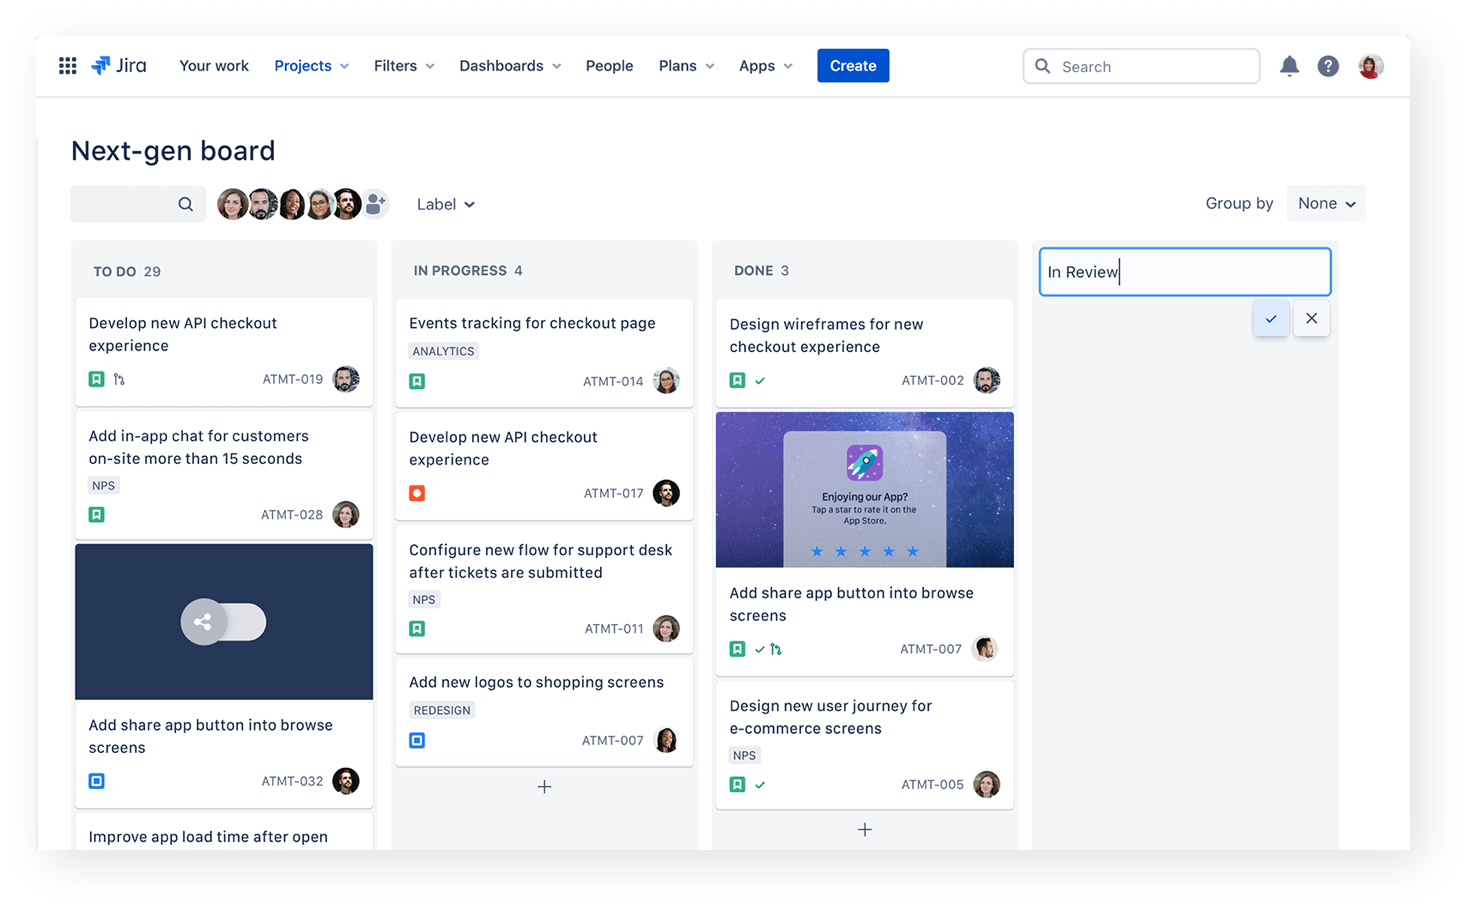 Jira Your work Projects Filters Dashboards People Plans Apps Create Search
Next-gen board
Label Group by None
TO DO 29
Develop new API checkout
experience
ATMT-019
Add in-app chat for customers
on-site more than 15 seconds
NPS
ATMT-028
Add share app button into browse
screens
ATMT-032
Improve app load time after open
IN PROGRESS 4
Events tracking for checkout page
ANALYTICS
ATMT-014
Develop new API checkout
experience
ATMT-017
Configure new flow for support desk
after tickets are submitted
NPS
ATMT-011
Add new logos to shopping screens
REDESIGN
ATMT-007
DONE 3
Design wireframes for new
checkout experience
ATMT-002
Enjoying our App?
Tap a star to rate it on the
App Store.
Add share app button into browse
screens
ATMT-007
Design new user journey for
e-commerce screens
NPS
ATMT-005
In Review